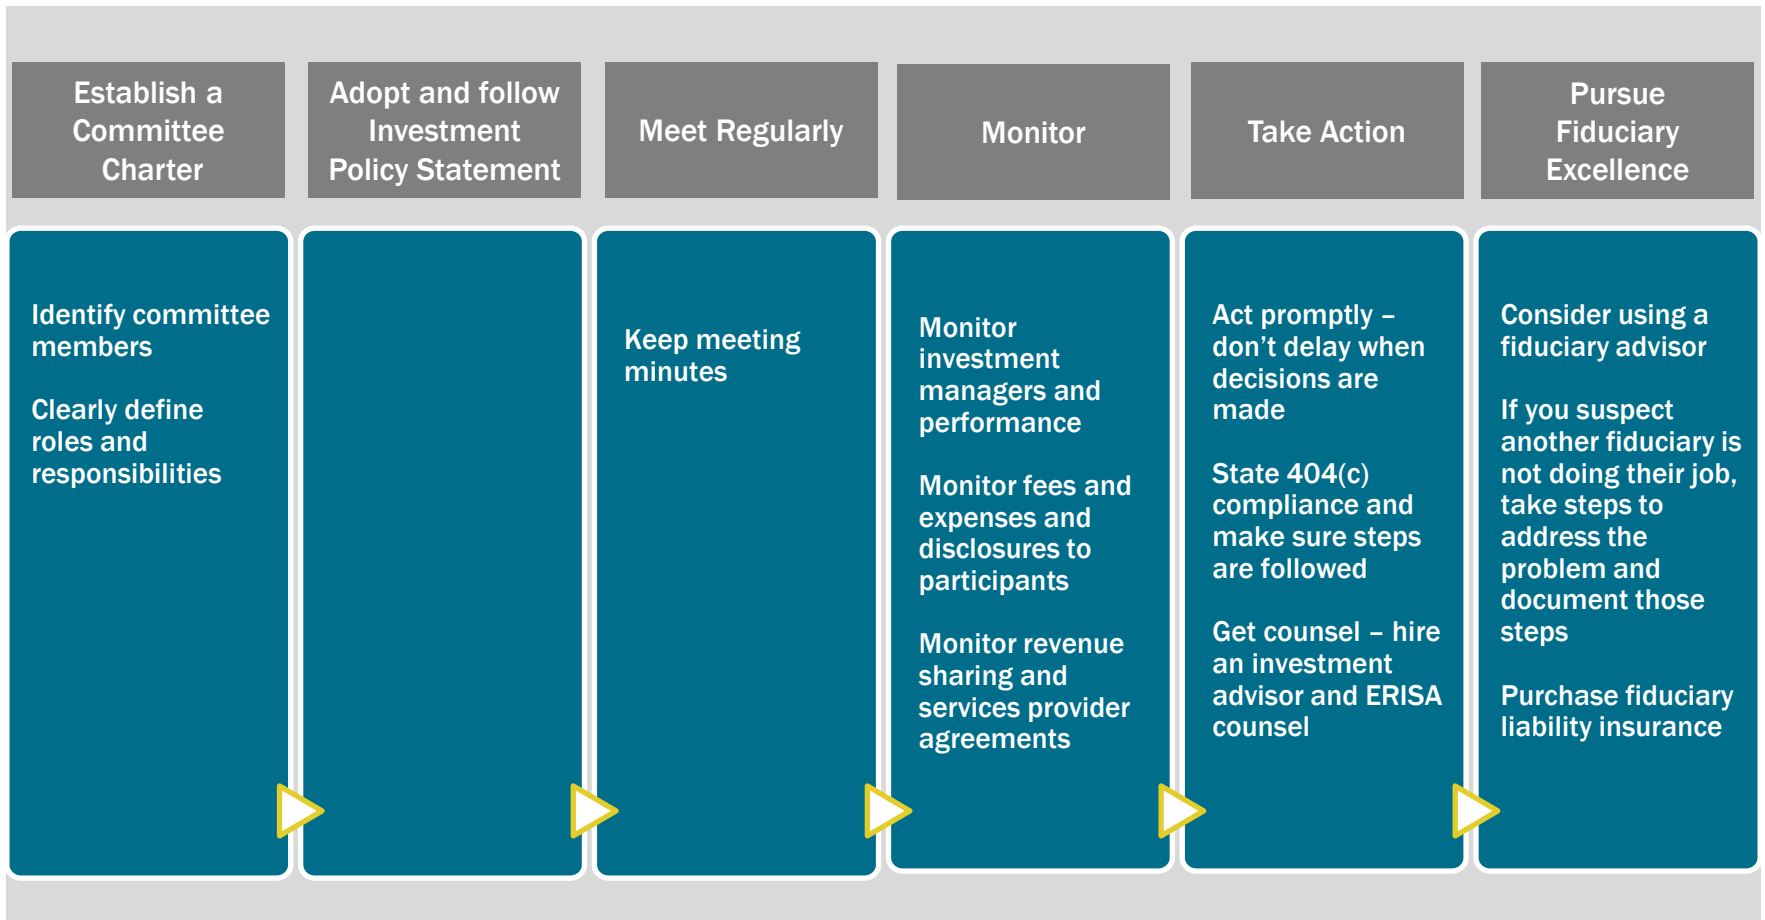 Establish a
Committee
Charter
Adopt and follow
Investment
Policy Statement
Meet Regularly
Monitor
Take Action
Pursue
Fiduciary
Excellence
Identify committee
members
Clearly define
roles and
responsibilities
Keep meeting
minutes
Monitor
investment
managers and
performance
Monitor fees and
expenses and
disclosures to
participants
Monitor revenue
sharing and
services provider
agreements
Act promptly –
don’t delay when
decisions are
made
State 404(c)
compliance and
make sure steps
are followed
Get counsel – hire
an investment
advisor and ERISA
counsel
Consider using a
fiduciary advisor
If you suspect
another fiduciary is
not doing their job,
take steps to
address the
problem and
document those
steps
Purchase fiduciary
liability insurance